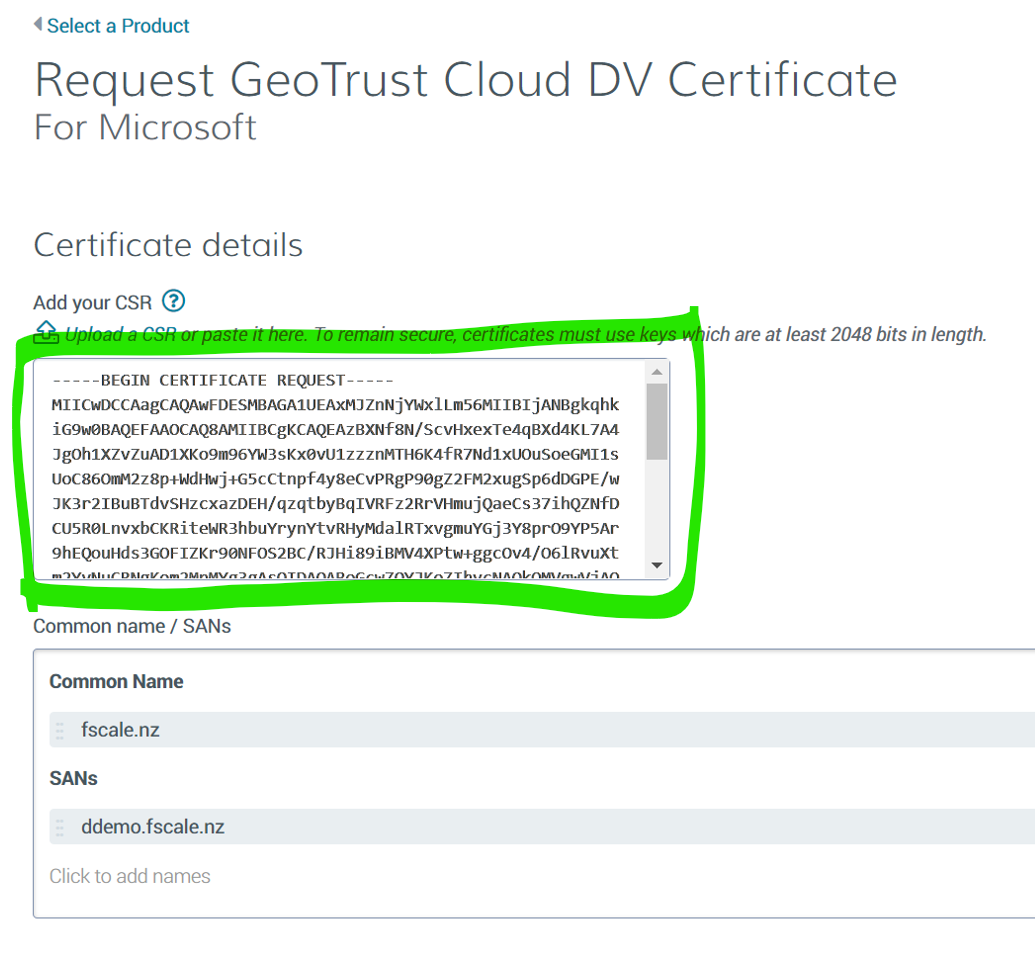 Select a Product
Request GeoTrust Cloud DV Certificate
For Microsoft
Certificate details
Add your CSR ?
Upload a CSR or paste it here. To remain secure, certificates must use keys which are at least 2048 bits in length.
-----BEGIN CERTIFICATE REQUEST-----
MIICwDCCAagCAQAwFDESMBAGA1UEAxMJZnNjYWxlLm56MIIBIjANBgkqhk
iG9w0BAQEFAAOCAQ8AMIIBCgKCAQEAzBXNf8N/ScvHxexTe4qBXd4KL7A4
JgOh1XZvZuAD1XKo9m96YW3sKx0vU1zzznMTH6K4fR7Nd1xUOuSoeGMI1s
UoC86OmM2z8p+WdHwj+G5cCtnpf4y8eCvPRgP90gZ2FM2xugSp6dDGPE/w
JK3r2IBuBTdvSHzcxazDEH/qzqtbyBqIVRFz2RrVHmujQaeCs37ihQZNfD
CU5R0LnvxbCKRiteWR3hbuYrynYtvRHyMdalRTxvgmuYGj3Y8prO9YP5Ar
9hEQouHds3GOFIZKr90NFOS2BC/RJHi89iBMV4XPtw+ggcOv4/O6lRvuXt
Common name / SANs
Common Name
fscale.nz
SANs
ddemo.fscale.nz
Click to add names